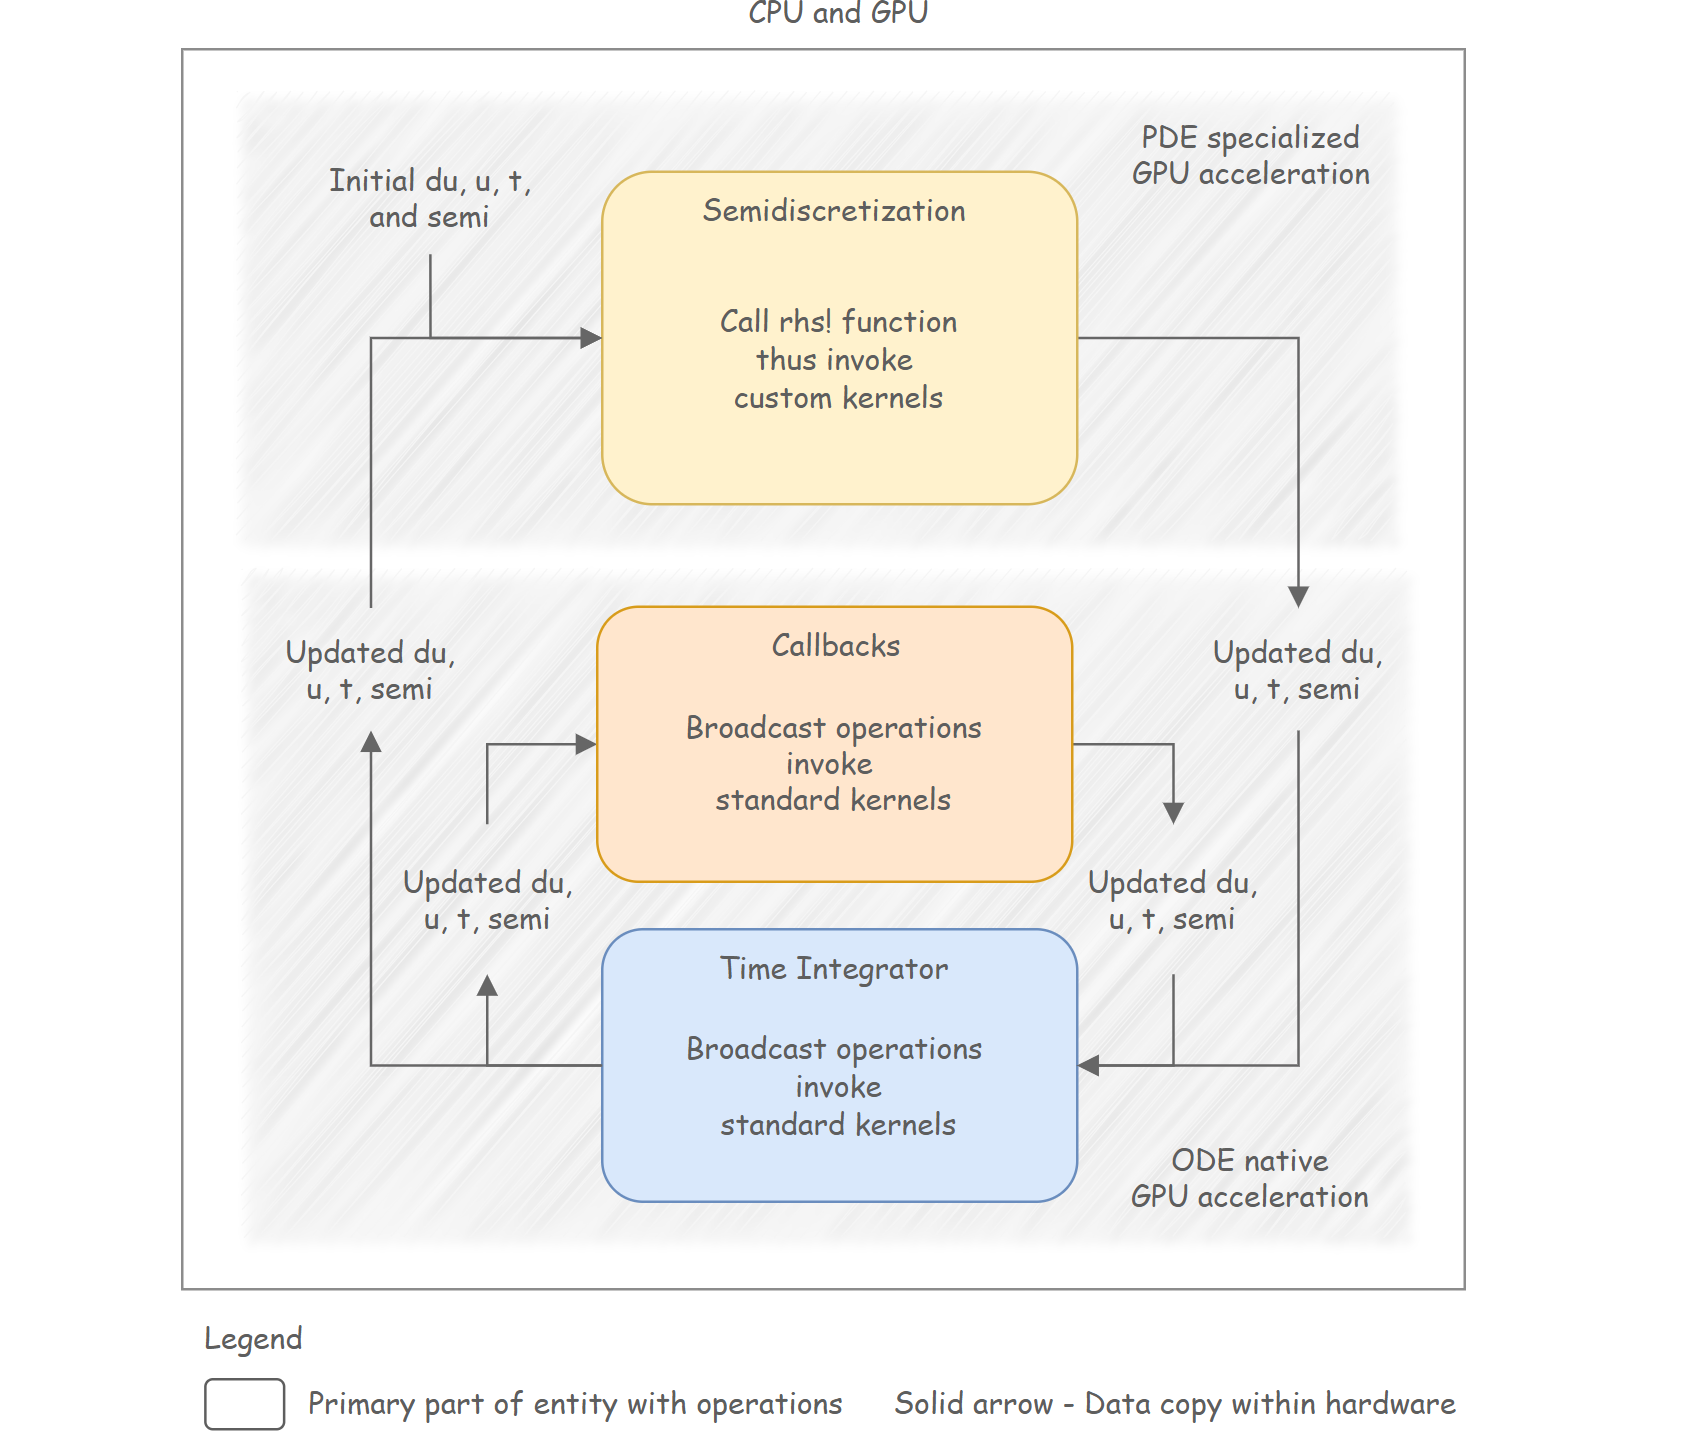 CPU and GPU
PDE specialized
GPU acceleration
Initial du, u, t,
and semi
Semidiscretization
Call rhs! function
thus invoke
custom kernels
Updated du,
u, t, semi
Callbacks
Broadcast operations
invoke
standard kernels
Updated du,
u, t, semi
Updated du,
u, t, semi
Updated du,
u, t, semi
Time Integrator
Broadcast operations
invoke
standard kernels
ODE native
GPU acceleration
Legend
Primary part of entity with operations
Solid arrow - Data copy within hardware